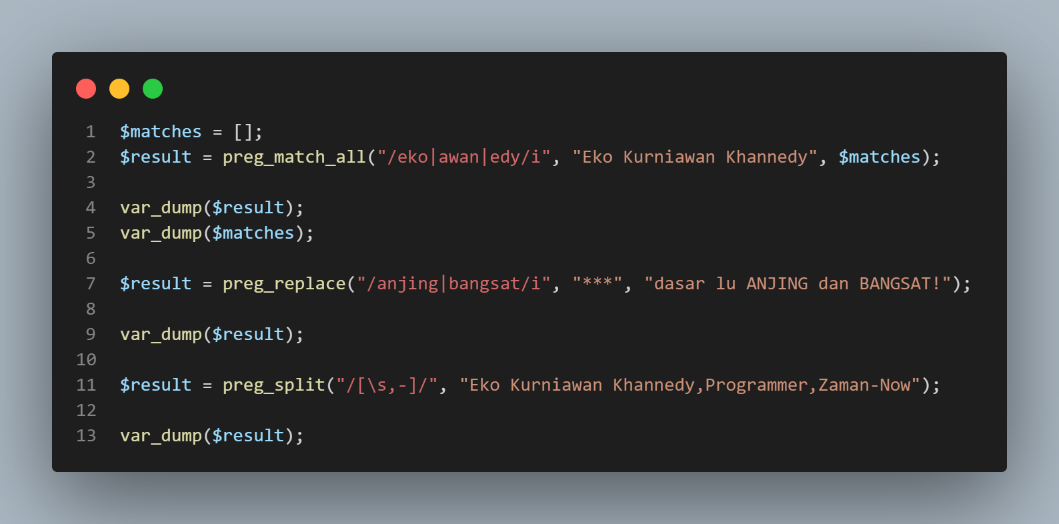 1 $matches = [];
2 $result = preg_match_all("/eko|awan|edy/i", "Eko Kurniawan Khannedy", $matches);
3
4 var_dump($result);
5 var_dump($matches);
6
7 $result = preg_replace("/anjing|bangsat/i", "***", "dasar lu ANJING dan BANGSAT!");
8
9 var_dump($result);
10
11 $result = preg_split("/[\s,-]/", "Eko Kurniawan Khannedy,Programmer,Zaman-Now");
12
13 var_dump($result);